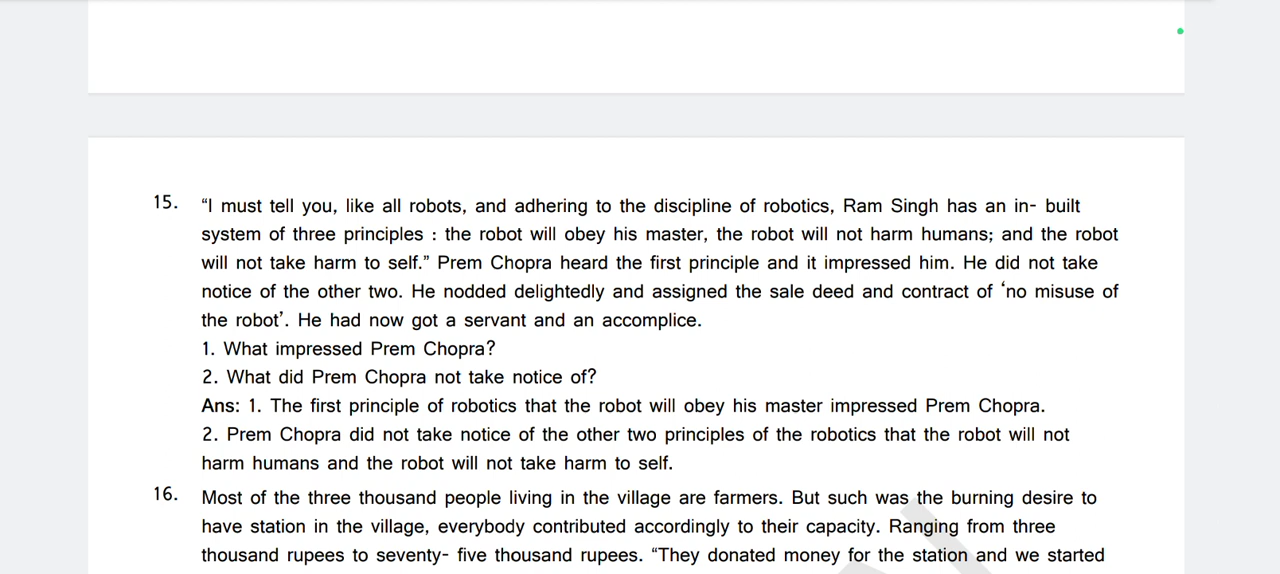 15. “I must tell you, like all robots, and adhering to the discipline of robotics, Ram Singh has an in- built
system of three principles : the robot will obey his master, the robot will not harm humans; and the robot
will not take harm to self.” Prem Chopra heard the first principle and it impressed him. He did not take
notice of the other two. He nodded delightedly and assigned the sale deed and contract of ‘no misuse of
the robot’. He had now got a servant and an accomplice.
1. What impressed Prem Chopra?
2. What did Prem Chopra not take notice of?
Ans: 1. The first principle of robotics that the robot will obey his master impressed Prem Chopra.
2. Prem Chopra did not take notice of the other two principles of the robotics that the robot will not
harm humans and the robot will not take harm to self.
16. Most of the three thousand people living in the village are farmers. But such was the burning desire to
have station in the village, everybody contributed accordingly to their capacity. Ranging from three
thousand rupees to seventy- five thousand rupees. “They donated money for the station and we started